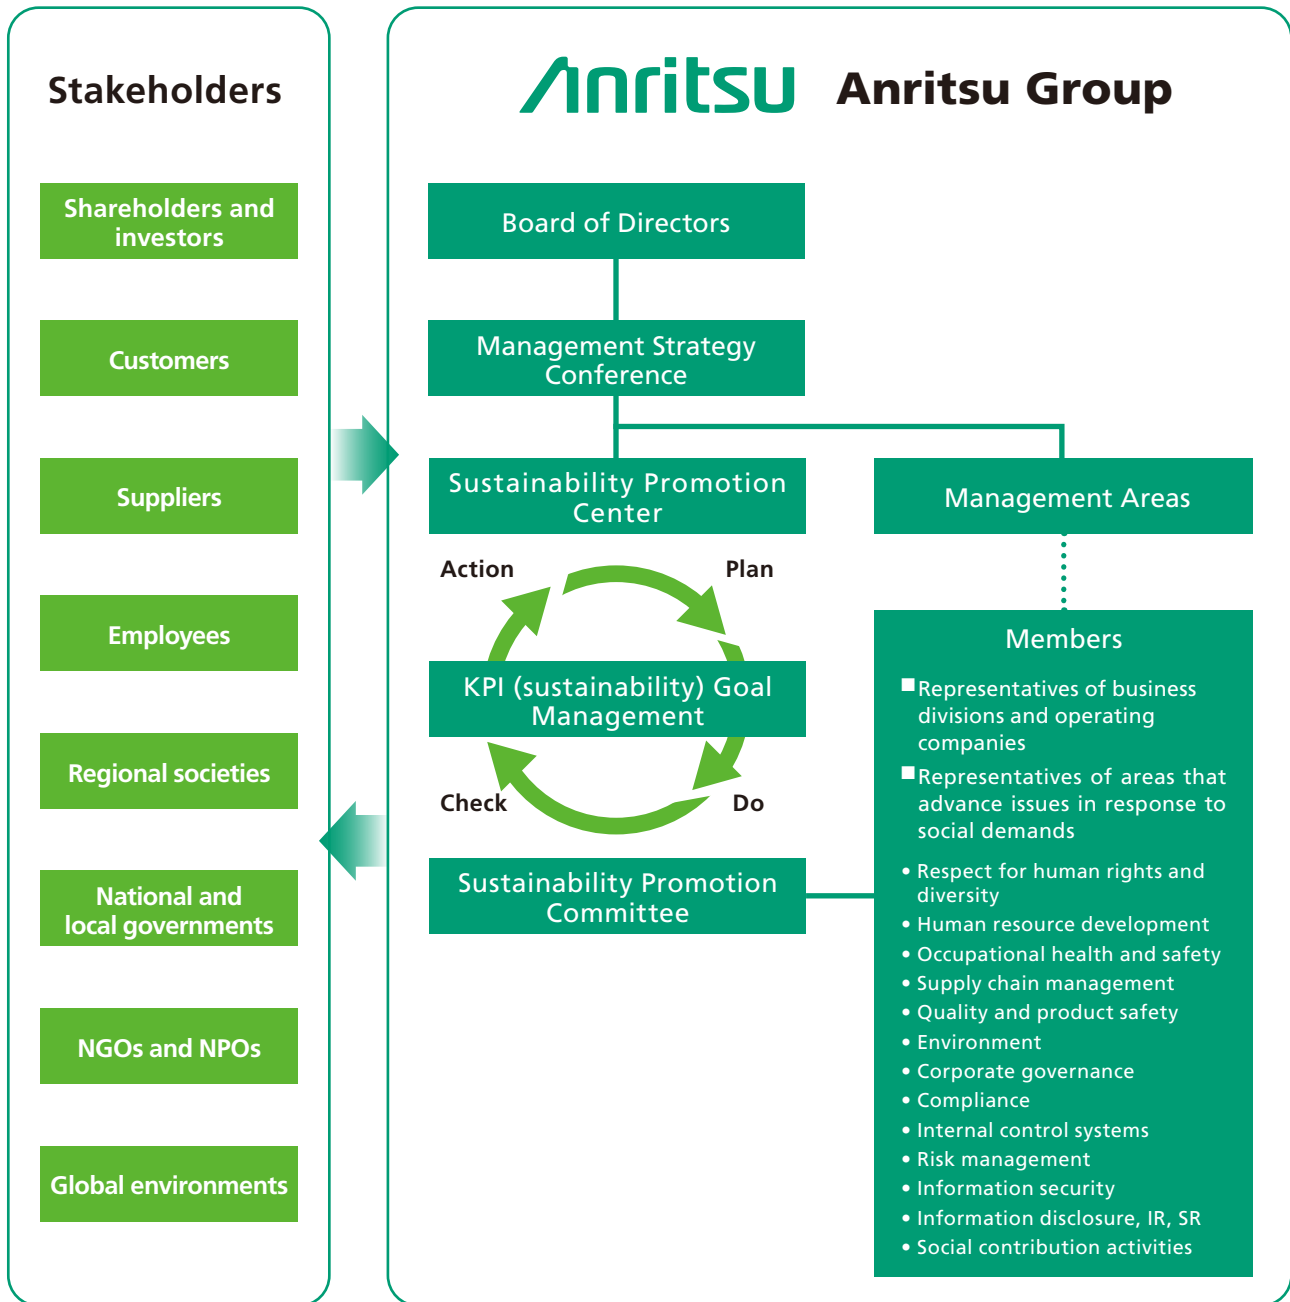 Stakeholders
Shareholders and
investors
Customers
Suppliers
Employees
Regional societies
National and
local governments
NGOs and NPOs
Global environments
Anritsu Anritsu Group
Board of Directors
Management Strategy
Conference
Sustainability Promotion
Center
Management Areas
Action
Plan
KPI (sustainability) Goal
Management
Check
Do
Sustainability Promotion
Committee
Members
■Representatives of business
divisions and operating
companies
■Representatives of areas that
advance issues in response to
social demands
• Respect for human rights and
diversity
• Human resource development
• Occupational health and safety
• Supply chain management
• Quality and product safety
• Environment
• Corporate governance
• Compliance
• Internal control systems
• Risk management
• Information security
• Information disclosure, IR, SR
• Social contribution activities